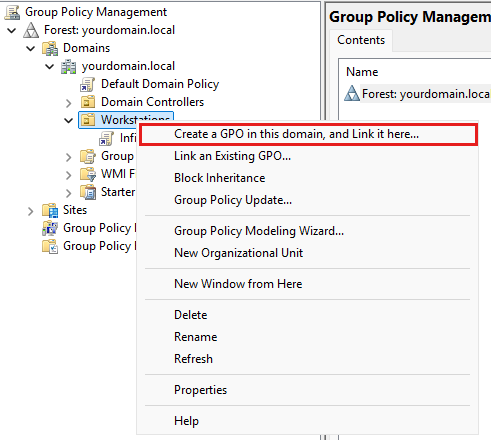 Group Policy Management
Forest: yourdomain.local
Domains
yourdomain.local
Default Domain Policy
Domain Controllers
Workstations
Infi
Group
WMI F
Starter
Sites
Group Policy
Group Policy
Create a GPO in this domain, and Link it here...
Link an Existing GPO...
Block Inheritance
Group Policy Update...
Group Policy Modeling Wizard...
New Organizational Unit
New Window from Here
Delete
Rename
Refresh
Properties
Help
Group Policy Managem
Contents
Name
Forest: yourdomain.local